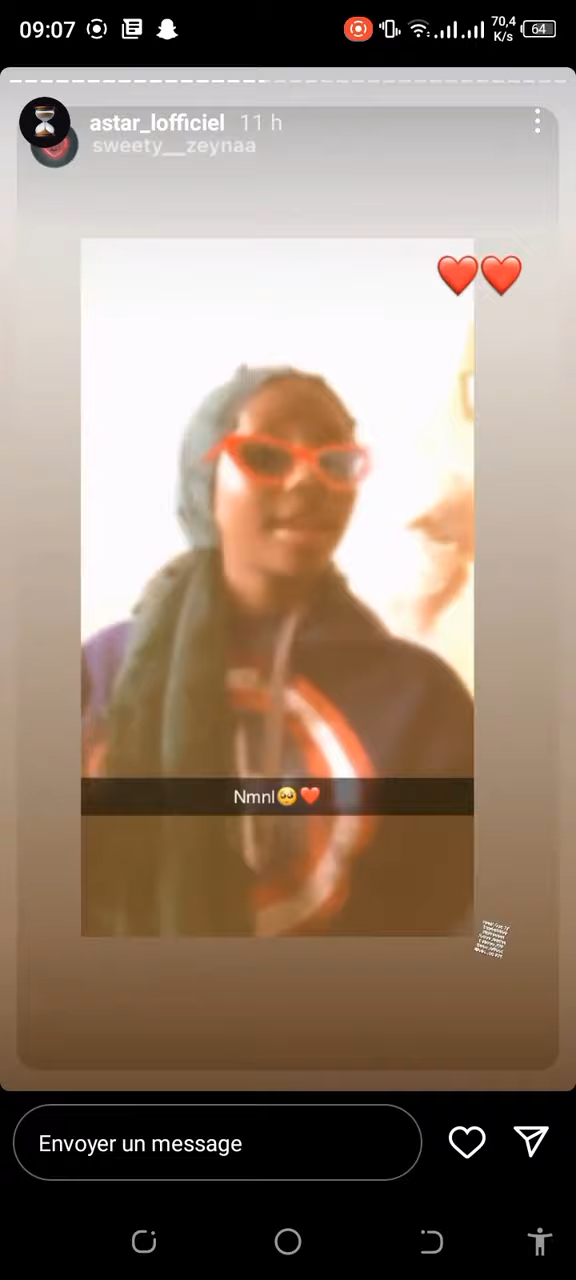 09:07
70,4
K/s
64
astar_lofficiel 11 h
sweety__zeynaa
Nmnl🥺❤️
Envoyer un message